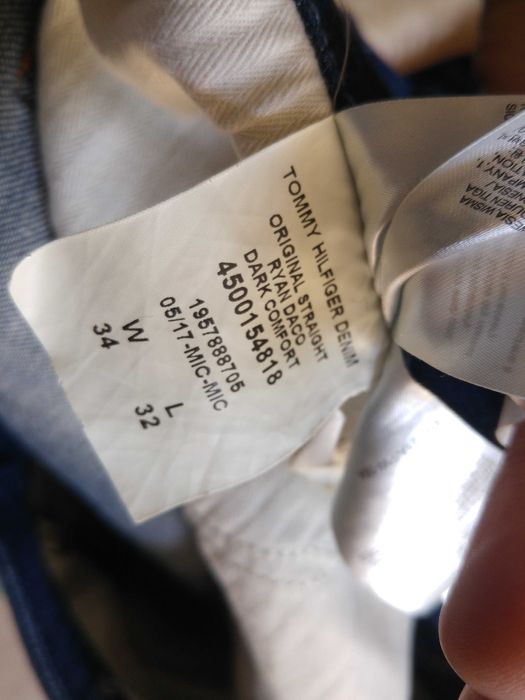 TOMMY HILFIGER DENIM
ORIGINAL STRAIGHT
RYAN DACO
DARK COMFORT
4500154818
1957888705
05/17-MIC-MIC
W L
34 32